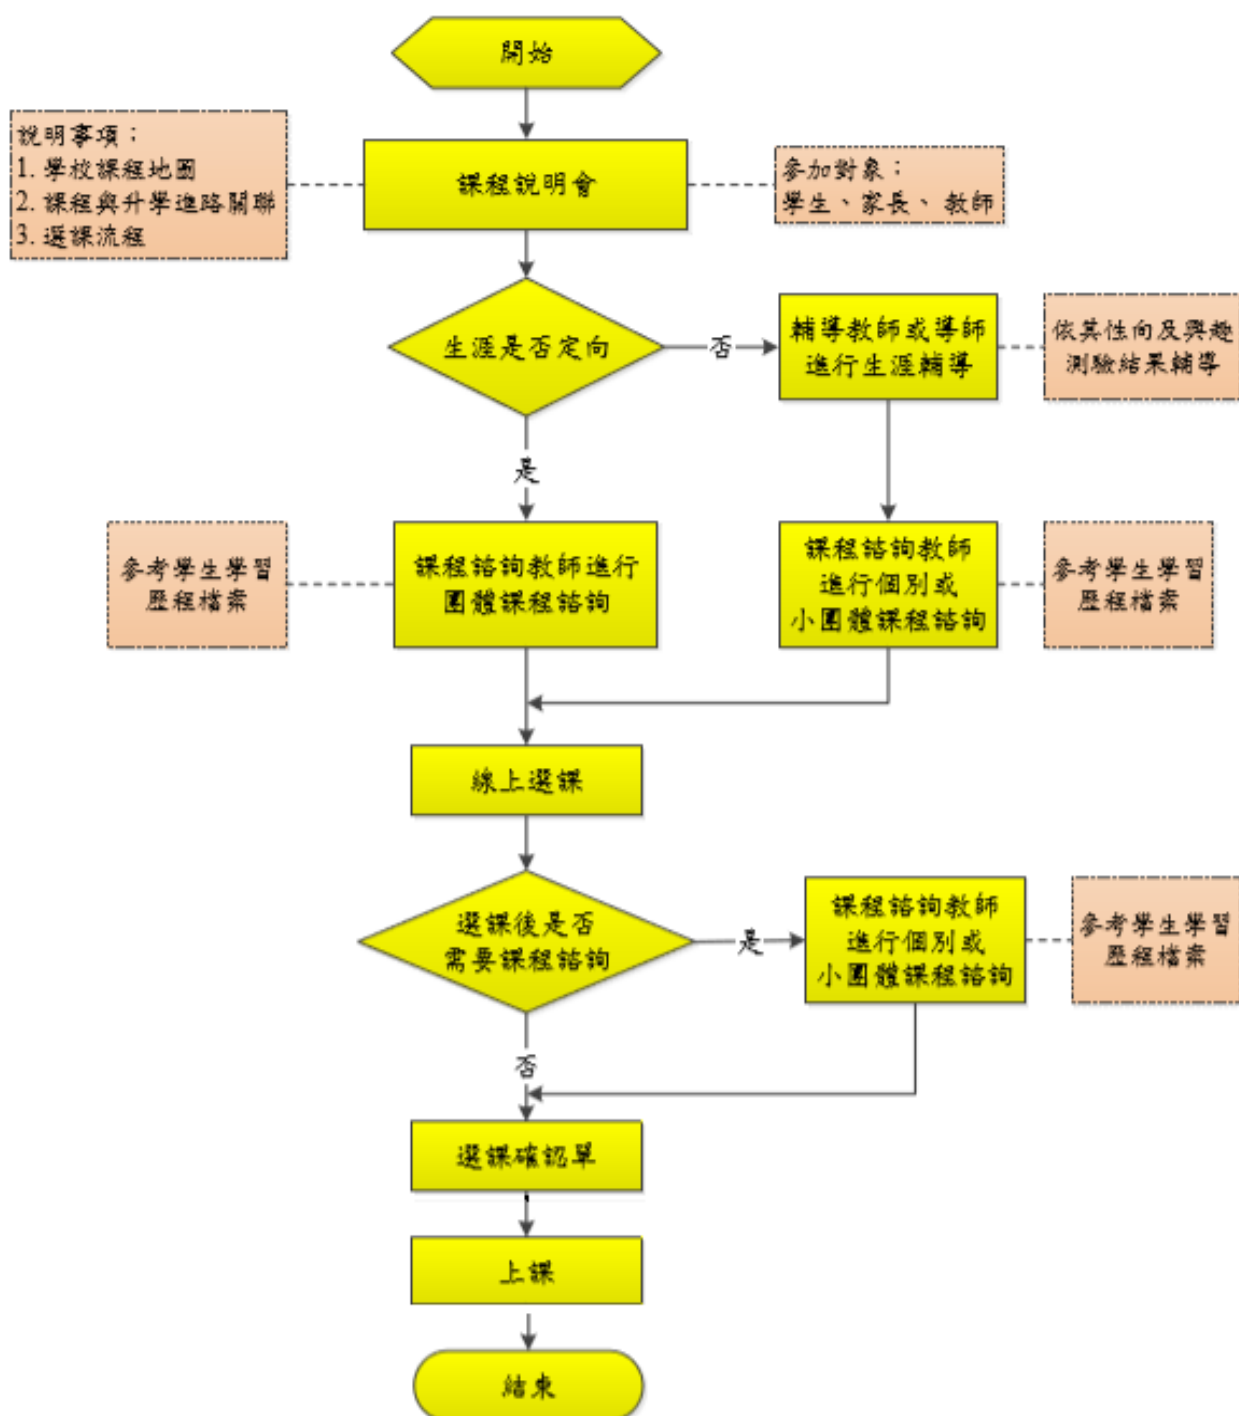 開始
說明事項：
1. 學校課程地圖
2. 課程與升學進路關聯
3. 選課流程
課程說明會
參加對象：
學生、家長、教師
生涯是否定向
否
輔導教師或導師
進行生涯輔導
依其性向及興趣
測驗結果輔導
是
參考學生學習
歷程檔案
課程諮詢教師進行
團體課程諮詢
課程諮詢教師
進行個別或
小團體課程諮詢
參考學生學習
歷程檔案
線上選課
選課後是否
需要課程諮詢
是
課程諮詢教師
進行個別或
小團體課程諮詢
參考學生學習
歷程檔案
否
選課確認單
上課
結束